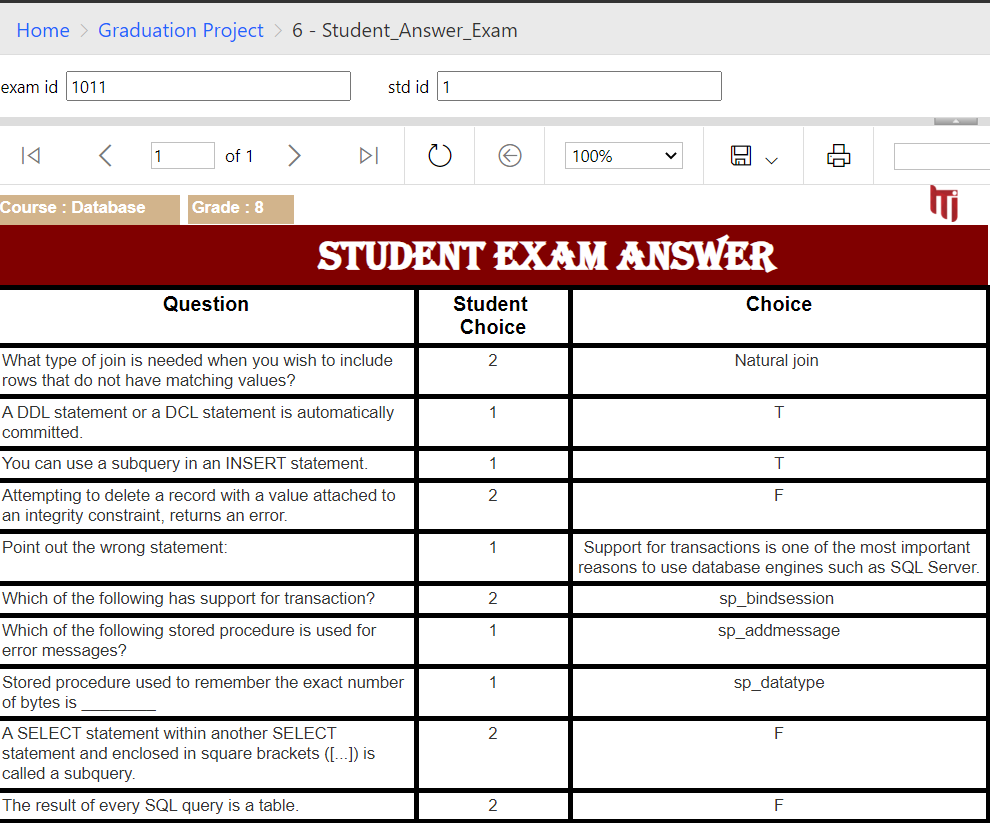 Home > Graduation Project > 6 - Student_Answer_Exam
exam id 1011 std id 1
1 of 1 100%
Course : Database Grade : 8
STUDENT EXAM ANSWER
Question Student Choice Choice
What type of join is needed when you wish to include rows that do not have matching values? 2 Natural join
A DDL statement or a DCL statement is automatically committed. 1 T
You can use a subquery in an INSERT statement. 1 T
Attempting to delete a record with a value attached to an integrity constraint, returns an error. 2 F
Point out the wrong statement: 1 Support for transactions is one of the most important reasons to use database engines such as SQL Server.
Which of the following has support for transaction? 2 sp_bindsession
Which of the following stored procedure is used for error messages? 1 sp_addmessage
Stored procedure used to remember the exact number of bytes is ________ 1 sp_datatype
A SELECT statement within another SELECT statement and enclosed in square brackets ([...]) is called a subquery. 2 F
The result of every SQL query is a table. 2 F